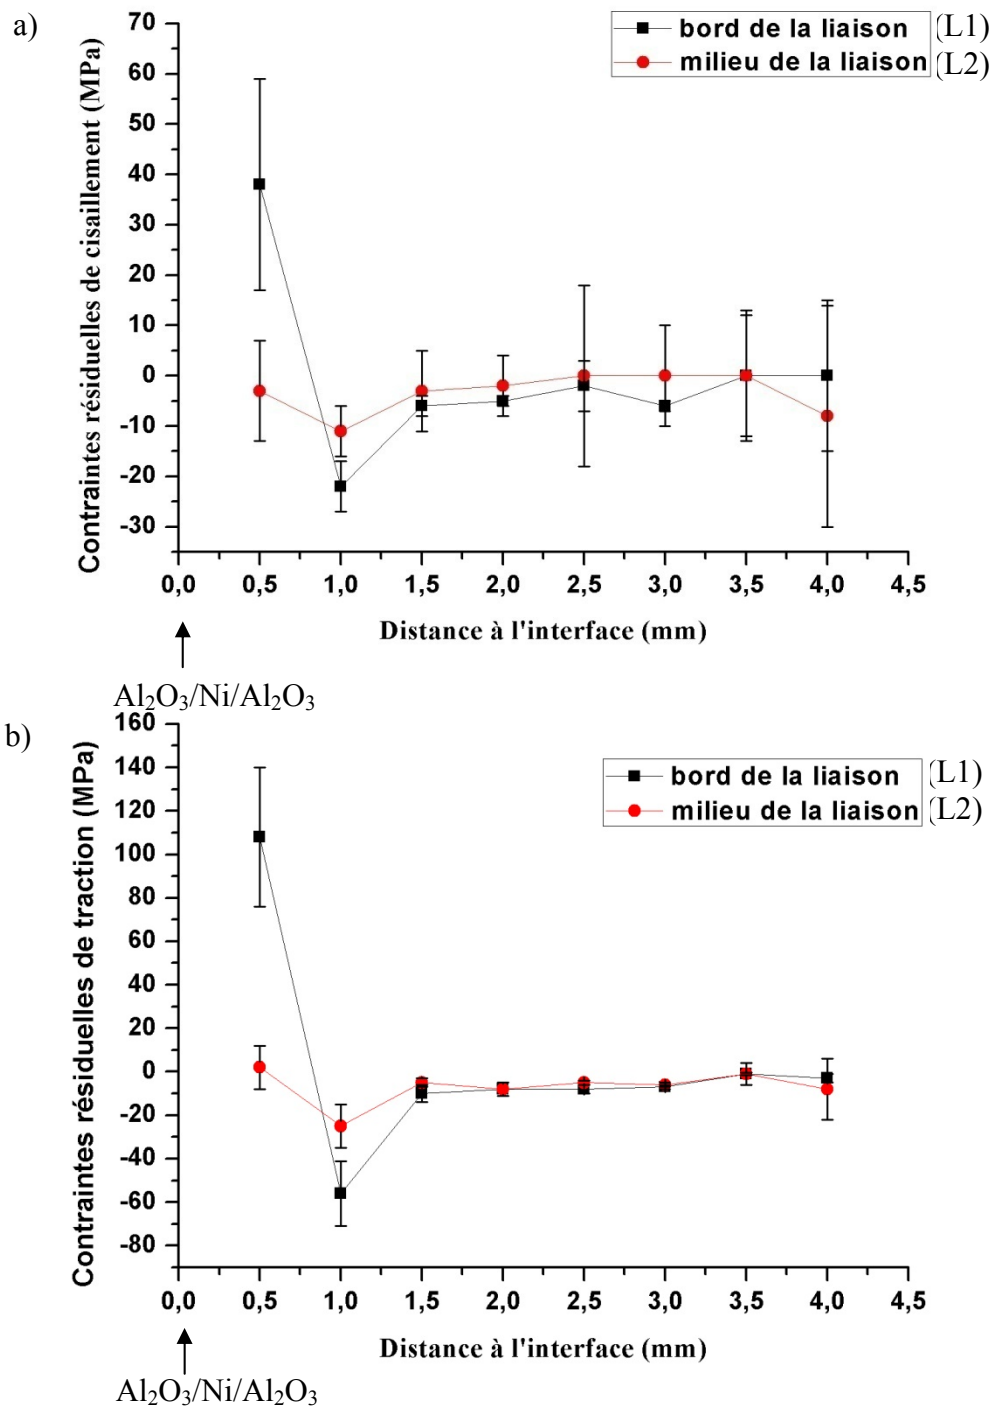 a)
Contraintes résiduelles de cisaillement (MPa)
70
60
50
40
30
20
10
0
-10
-20
-30
bord de la liaison (L1)
milieu de la liaison (L2)
0,0 0,5 1,0 1,5 2,0 2,5 3,0 3,5 4,0 4,5
Distance à l'interface (mm)
Al₂O₃/Ni/Al₂O₃
b)
Contraintes résiduelles de traction (MPa)
160
140
120
100
80
60
40
20
0
-20
-40
-60
-80
bord de la liaison (L1)
milieu de la liaison (L2)
0,0 0,5 1,0 1,5 2,0 2,5 3,0 3,5 4,0 4,5
Distance à l'interface (mm)
Al₂O₃/Ni/Al₂O₃